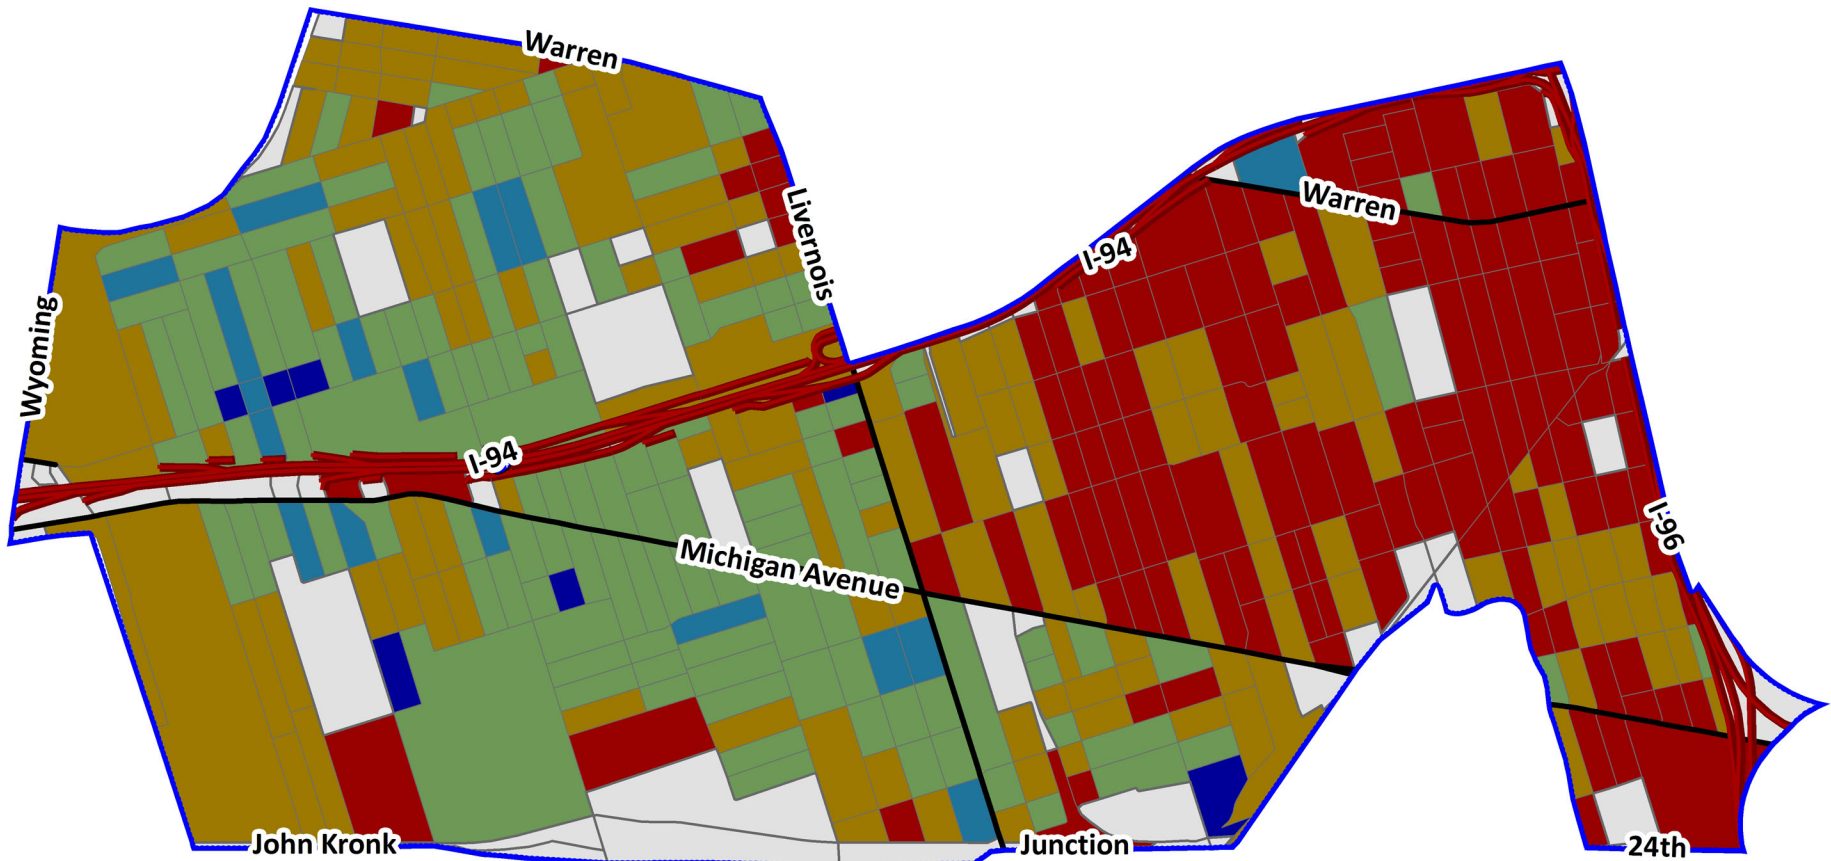 Warren
Livernois
Warren
I-94
Wyoming
I-94
I-96
Michigan Avenue
John Kronk
Junction
24th